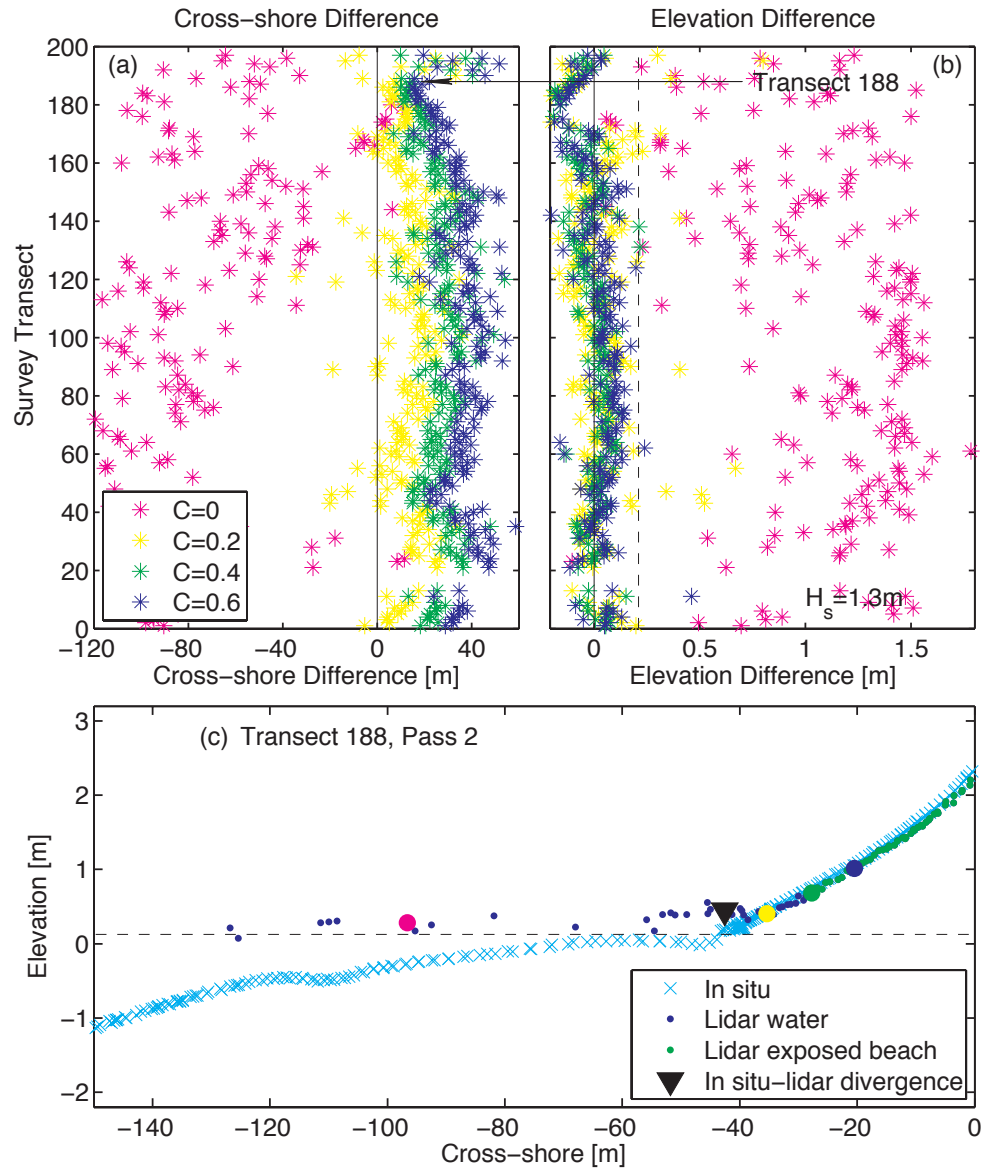 Cross−shore Difference
Elevation Difference
(a)
(b)
Transect 188
200
180
160
140
120
100
80
60
40
20
0
Survey Transect
C=0
C=0.2
C=0.4
C=0.6
H_s=1.3m
−120 −80 −40 0 40
0 0.5 1 1.5
Cross−shore Difference [m]
Elevation Difference [m]
(c) Transect 188, Pass 2
3
2
1
0
−1
−2
Elevation [m]
In situ
Lidar water
Lidar exposed beach
In situ−lidar divergence
−140 −120 −100 −80 −60 −40 −20 0
Cross−shore [m]